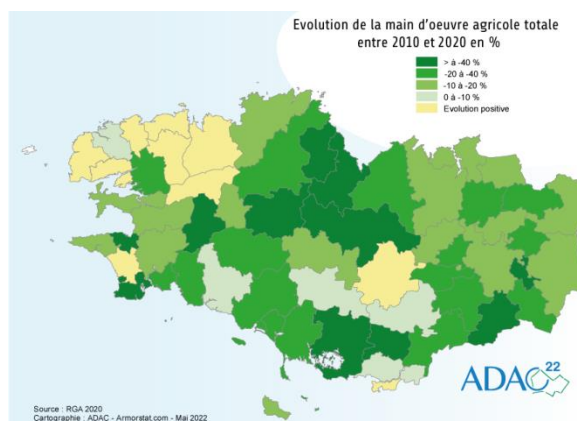 Evolution de la main d'oeuvre agricole totale
entre 2010 et 2020 en %
> à -40 %
-20 à -40 %
-10 à -20 %
0 à -10 %
Evolution positive
ADAC 22
Source : RGA 2020
Cartographie : ADAC - Armorstat.com - Mai 2022